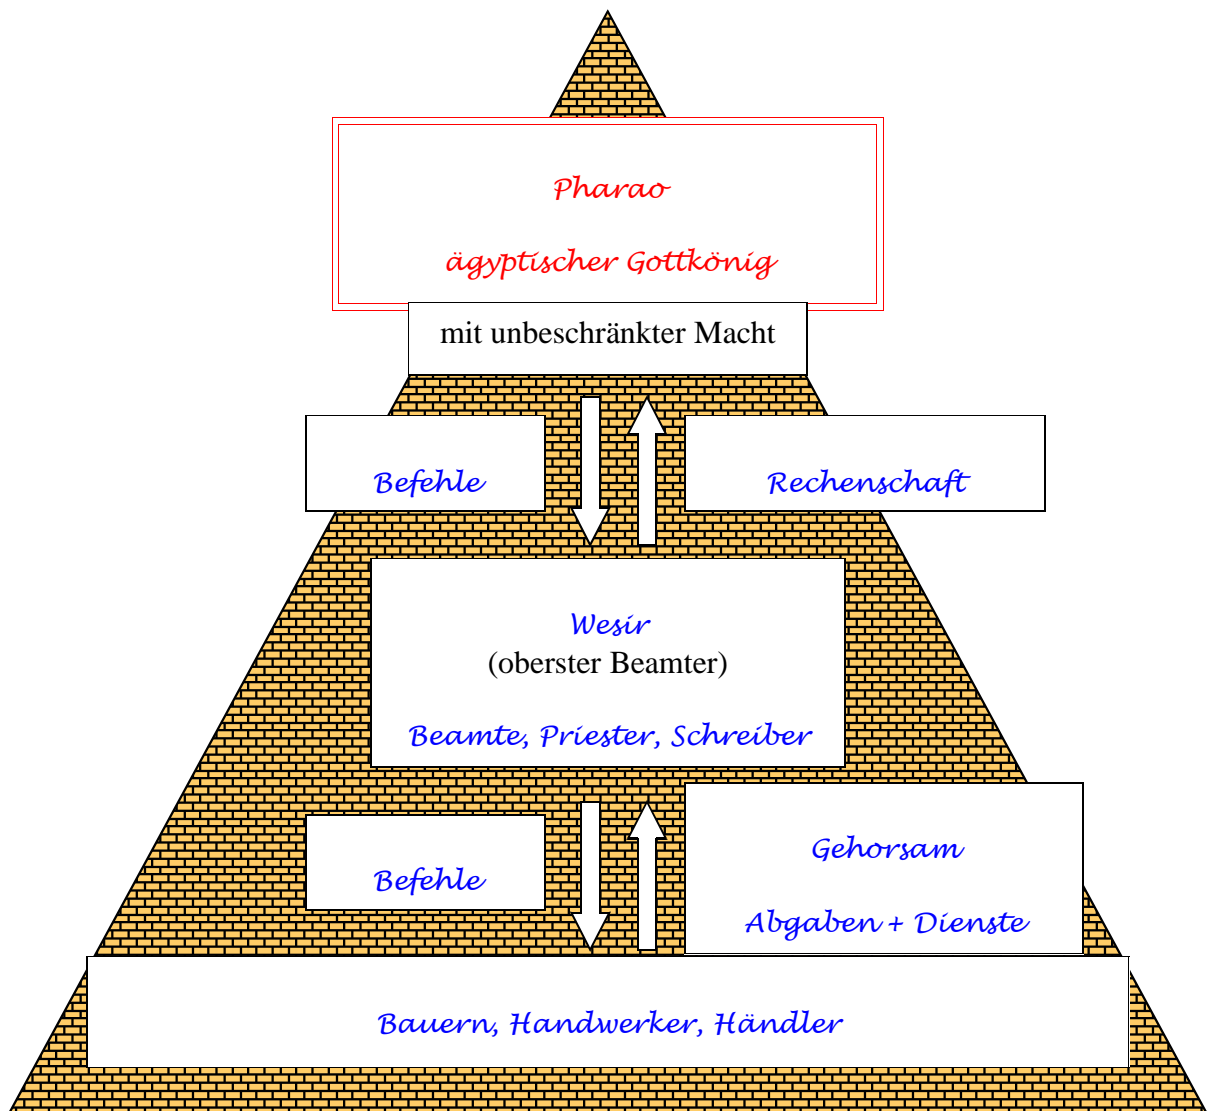 Pharao
ägyptischer Gottkönig
mit unbeschränkter Macht
Befehle
Rechenschaft
Wesir
(oberster Beamter)
Beamte, Priester, Schreiber
Befehle
Gehorsam
Abgaben + Dienste
Bauern, Handwerker, Händler